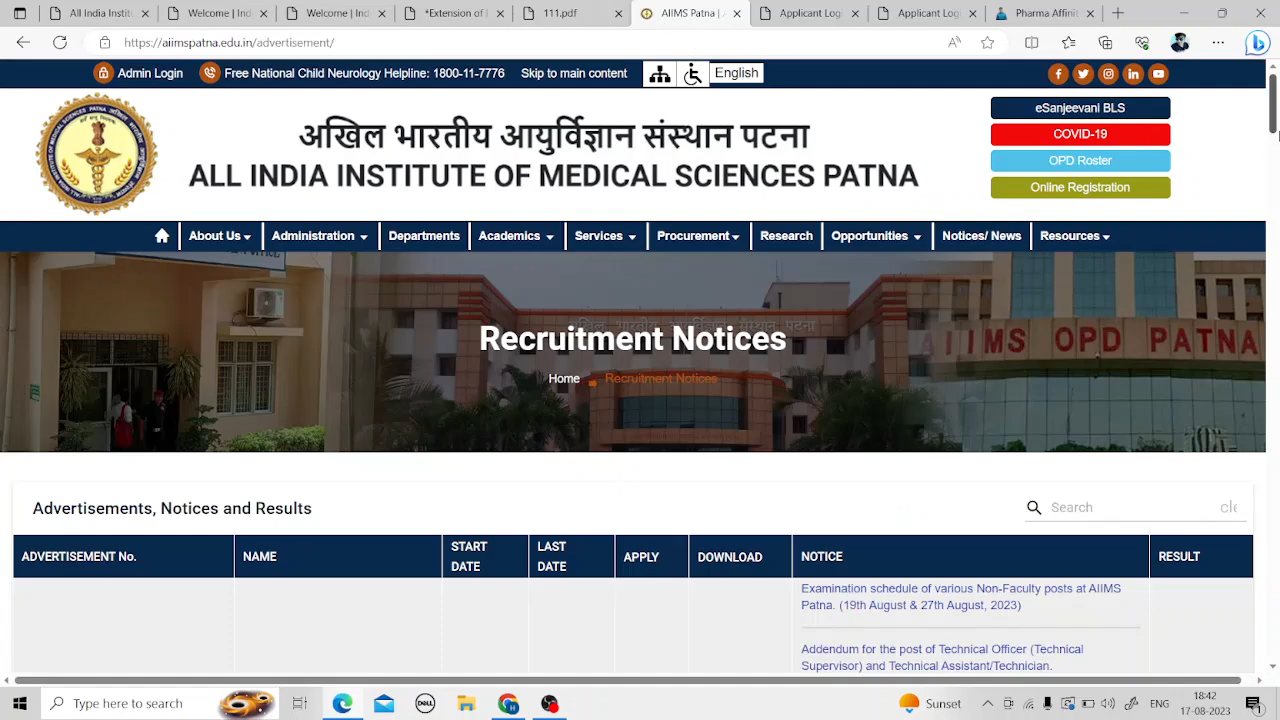 All India Instit
Welcome | Ind
Welcome | Ind
*Extension of l
111.pdf
AIIMS Patna |
Applicant Log
Applicant Log
Pharma Affinit
https://aiimspatna.edu.in/advertisement/
Admin Login
Free National Child Neurology Helpline: 1800-11-7776
Skip to main content
English
अखिल भारतीय आयुर्विज्ञान संस्थान पटना
ALL INDIA INSTITUTE OF MEDICAL SCIENCES PATNA
eSanjeevani BLS
COVID-19
OPD Roster
Online Registration
About Us
Administration
Departments
Academics
Services
Procurement
Research
Opportunities
Notices/ News
Resources
AIIMS OPD PATNA
Recruitment Notices
Home
Recruitment Notices
Advertisements, Notices and Results
Search
cle
ADVERTISEMENT No.
NAME
START
DATE
LAST
DATE
APPLY
DOWNLOAD
NOTICE
RESULT
Examination schedule of various Non-Faculty posts at AIIMS
Patna. (19th August & 27th August, 2023)
Addendum for the post of Technical Officer (Technical
Supervisor) and Technical Assistant/Technician.
Type here to search
DELL
Sunset
ENG
18:42
17-08-2023